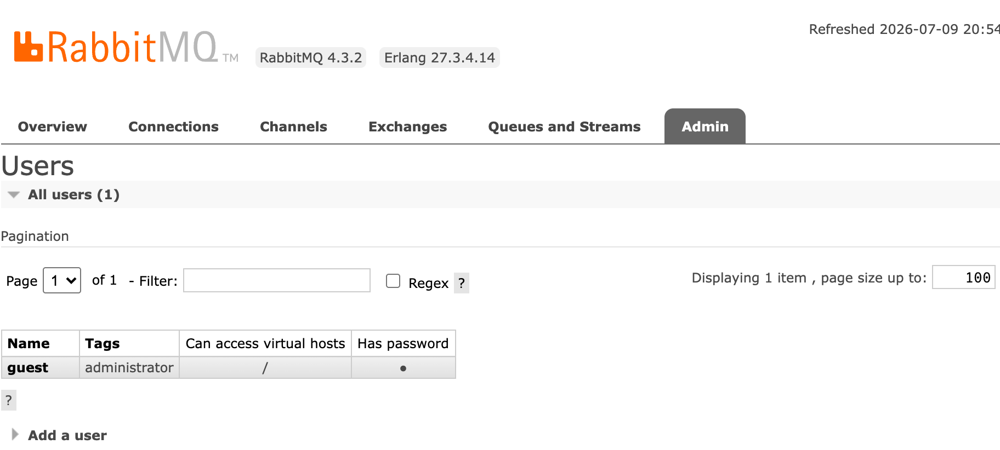 Refreshed 2026-07-09 20:54
RabbitMQ TM
RabbitMQ 4.3.2
Erlang 27.3.4.14
Overview
Connections
Channels
Exchanges
Queues and Streams
Admin
Users
All users (1)
Pagination
Page 1 of 1 - Filter:
Regex ?
Displaying 1 item , page size up to: 100
Name Tags Can access virtual hosts Has password
guest administrator / ●
?
Add a user